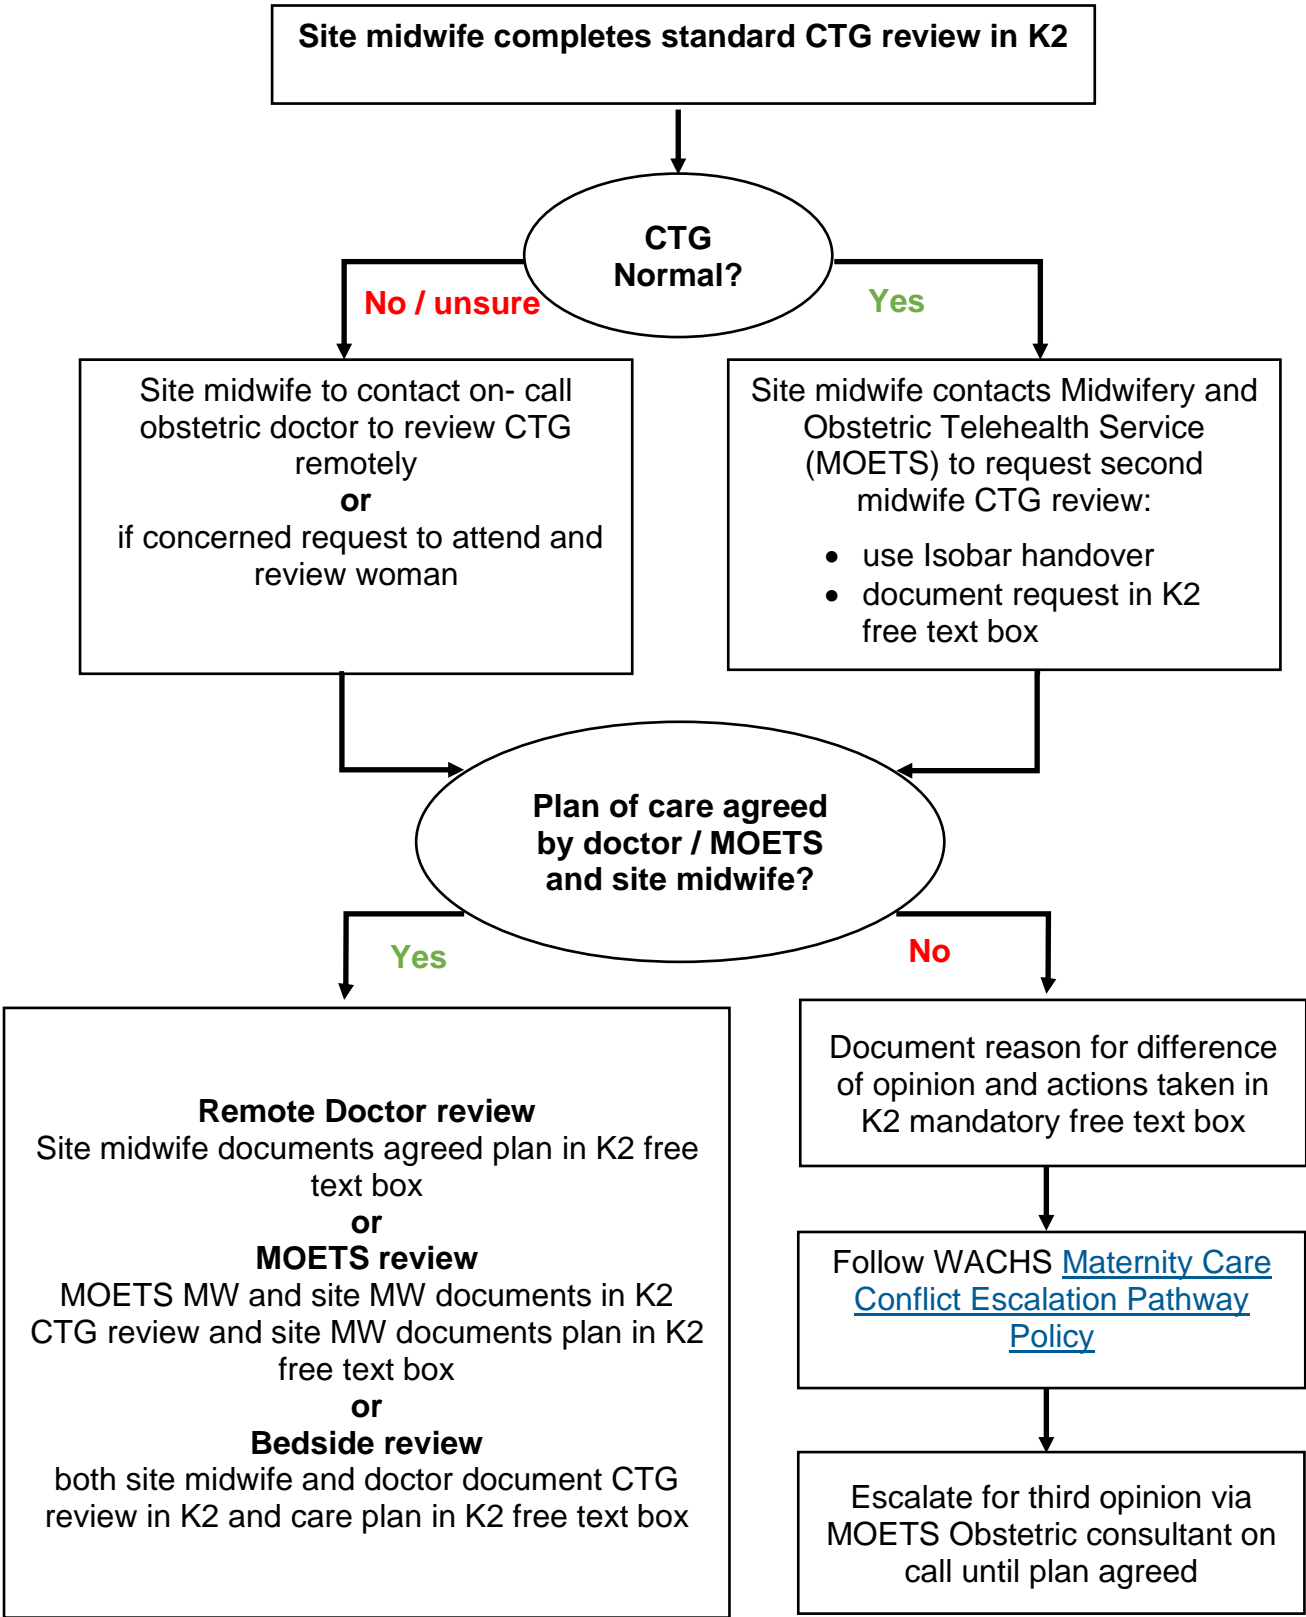 Site midwife completes standard CTG review in K2
CTG
Normal?
No / unsure
Yes
Site midwife to contact on- call
obstetric doctor to review CTG
remotely
or
if concerned request to attend and
review woman
Site midwife contacts Midwifery and
Obstetric Telehealth Service
(MOETS) to request second
midwife CTG review:
• use Isobar handover
• document request in K2
free text box
Plan of care agreed
by doctor / MOETS
and site midwife?
Yes
No
Remote Doctor review
Site midwife documents agreed plan in K2 free
text box
or
MOETS review
MOETS MW and site MW documents in K2
CTG review and site MW documents plan in K2
free text box
or
Bedside review
both site midwife and doctor document CTG
review in K2 and care plan in K2 free text box
Document reason for difference
of opinion and actions taken in
K2 mandatory free text box
Follow WACHS Maternity Care
Conflict Escalation Pathway
Policy
Escalate for third opinion via
MOETS Obstetric consultant on
call until plan agreed